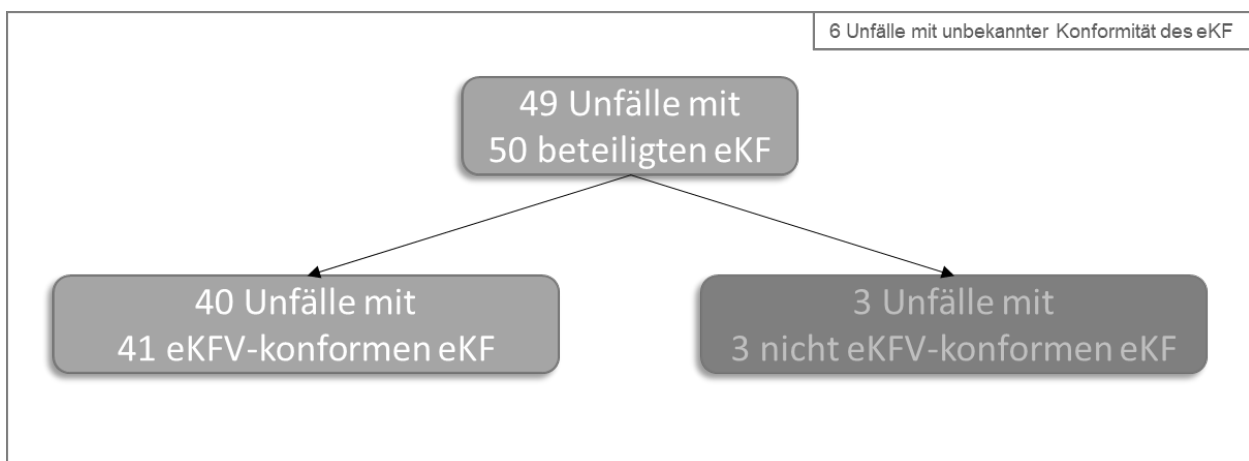 6 Unfälle mit unbekannter Konformität des eKF
49 Unfälle mit
50 beteiligten eKF
40 Unfälle mit
41 eKFV-konformen eKF
3 Unfälle mit
3 nicht eKFV-konformen eKF